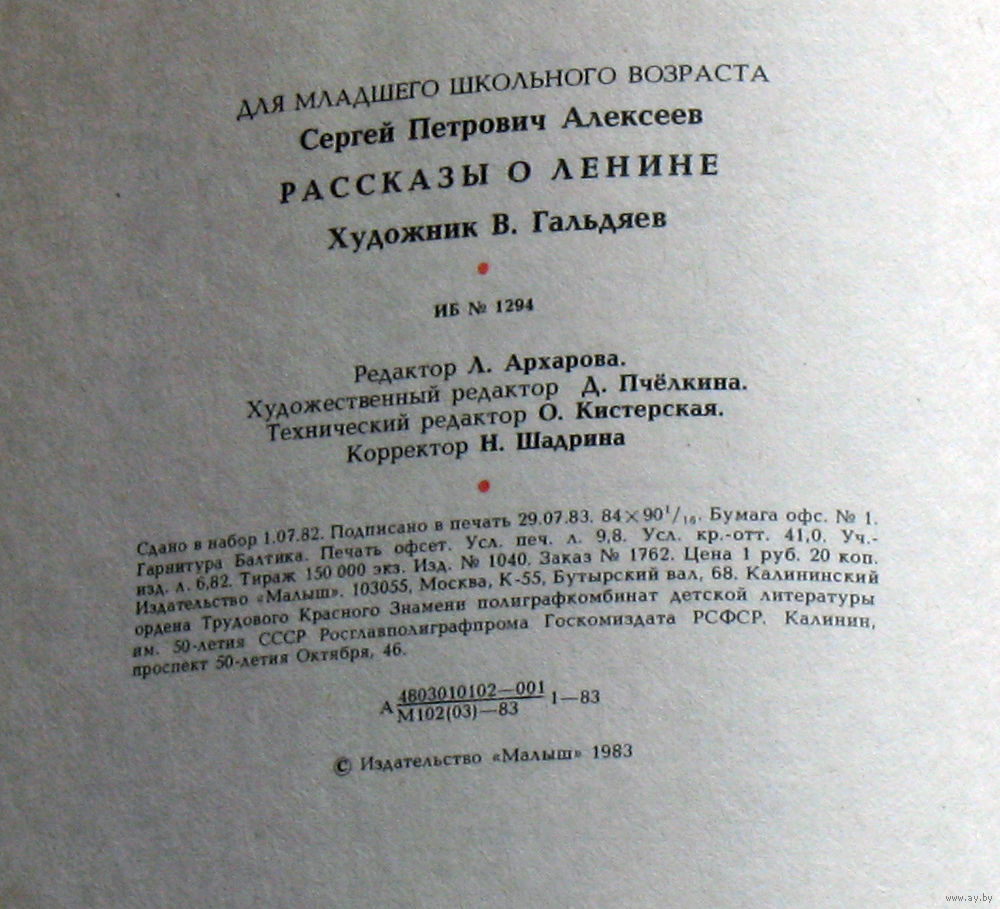 ДЛЯ МЛАДШЕГО ШКОЛЬНОГО ВОЗРАСТА
Сергей Петрович Алексеев
РАССКАЗЫ О ЛЕНИНЕ
Художник В. Гальдяев
ИБ № 1294
Редактор Л. Архарова.
Художественный редактор Д. Пчёлкина.
Технический редактор О. Кистерская.
Корректор Н. Шадрина
Сдано в набор 1.07.82. Подписано в печать 29.07.83. 84×90¹/₁₆. Бумага офс. № 1.
Гарнитура Балтика. Печать офсет. Усл. печ. л. 9,8. Усл. кр.-отт. 41,0. Уч.-
изд. л. 6,82. Тираж 150 000 экз. Изд. № 1040. Заказ № 1762. Цена 1 руб. 20 коп.
Издательство «Малыш». 103055, Москва, К-55, Бутырский вал, 68. Калининский
ордена Трудового Красного Знамени полиграфкомбинат детской литературы
им. 50-летия СССР Росглавполиграфпрома Госкомиздата РСФСР. Калинин,
проспект 50-летия Октября, 46.
А 4803010102—001 1—83
М102(03)—83
© Издательство «Малыш» 1983
www.ay.by